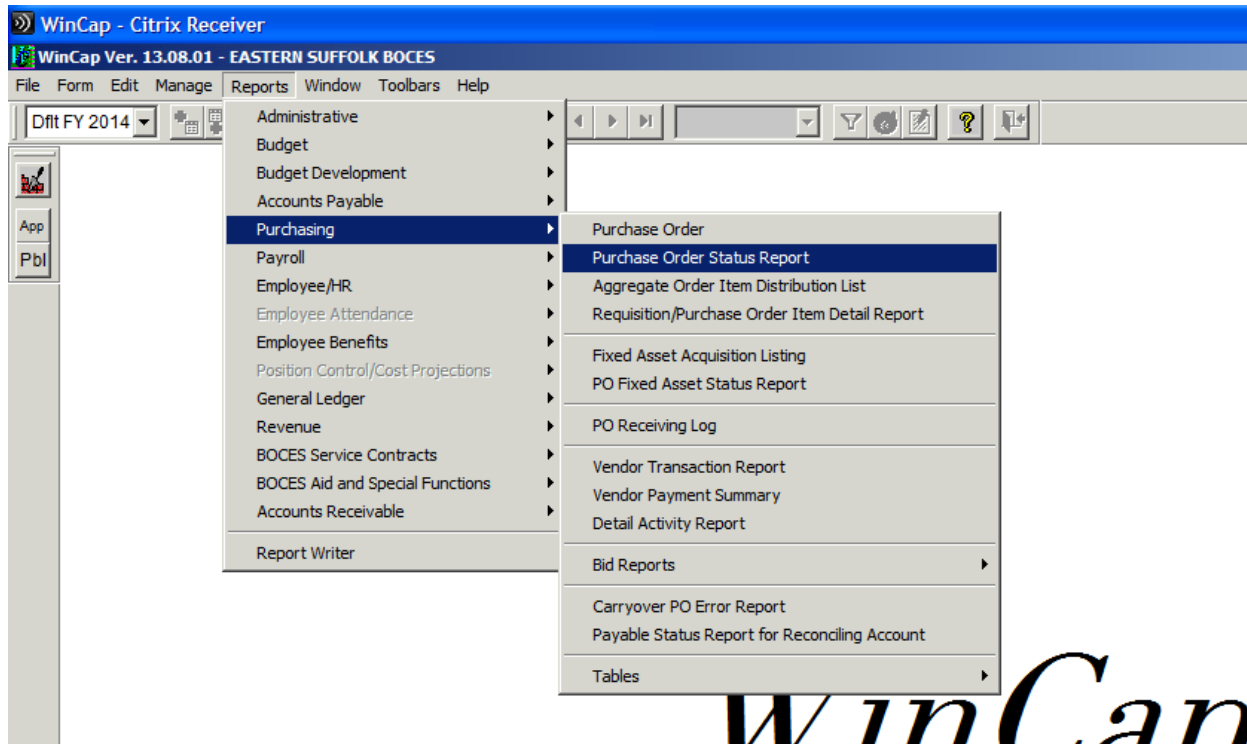 WinCap - Citrix Receiver
WinCap Ver. 13.08.01 - EASTERN SUFFOLK BOCES
File Form Edit Manage Reports Window Toolbars Help
Dflt FY 2014
?
App
Pbl
Administrative
Budget
Budget Development
Accounts Payable
Purchasing
Payroll
Employee/HR
Employee Attendance
Employee Benefits
Position Control/Cost Projections
General Ledger
Revenue
BOCES Service Contracts
BOCES Aid and Special Functions
Accounts Receivable
Report Writer
Purchase Order
Purchase Order Status Report
Aggregate Order Item Distribution List
Requisition/Purchase Order Item Detail Report
Fixed Asset Acquisition Listing
PO Fixed Asset Status Report
PO Receiving Log
Vendor Transaction Report
Vendor Payment Summary
Detail Activity Report
Bid Reports
Carryover PO Error Report
Payable Status Report for Reconciling Account
Tables
WinCap